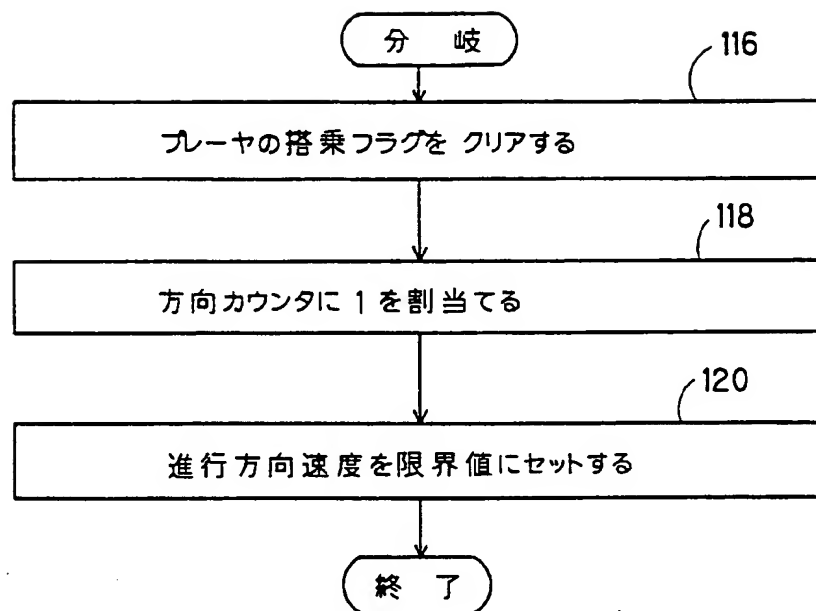 分岐
116
プレーヤの搭乗フラグを クリアする
118
方向カウンタに 1 を割当てる
120
進行方向速度を限界値にセットする
終了